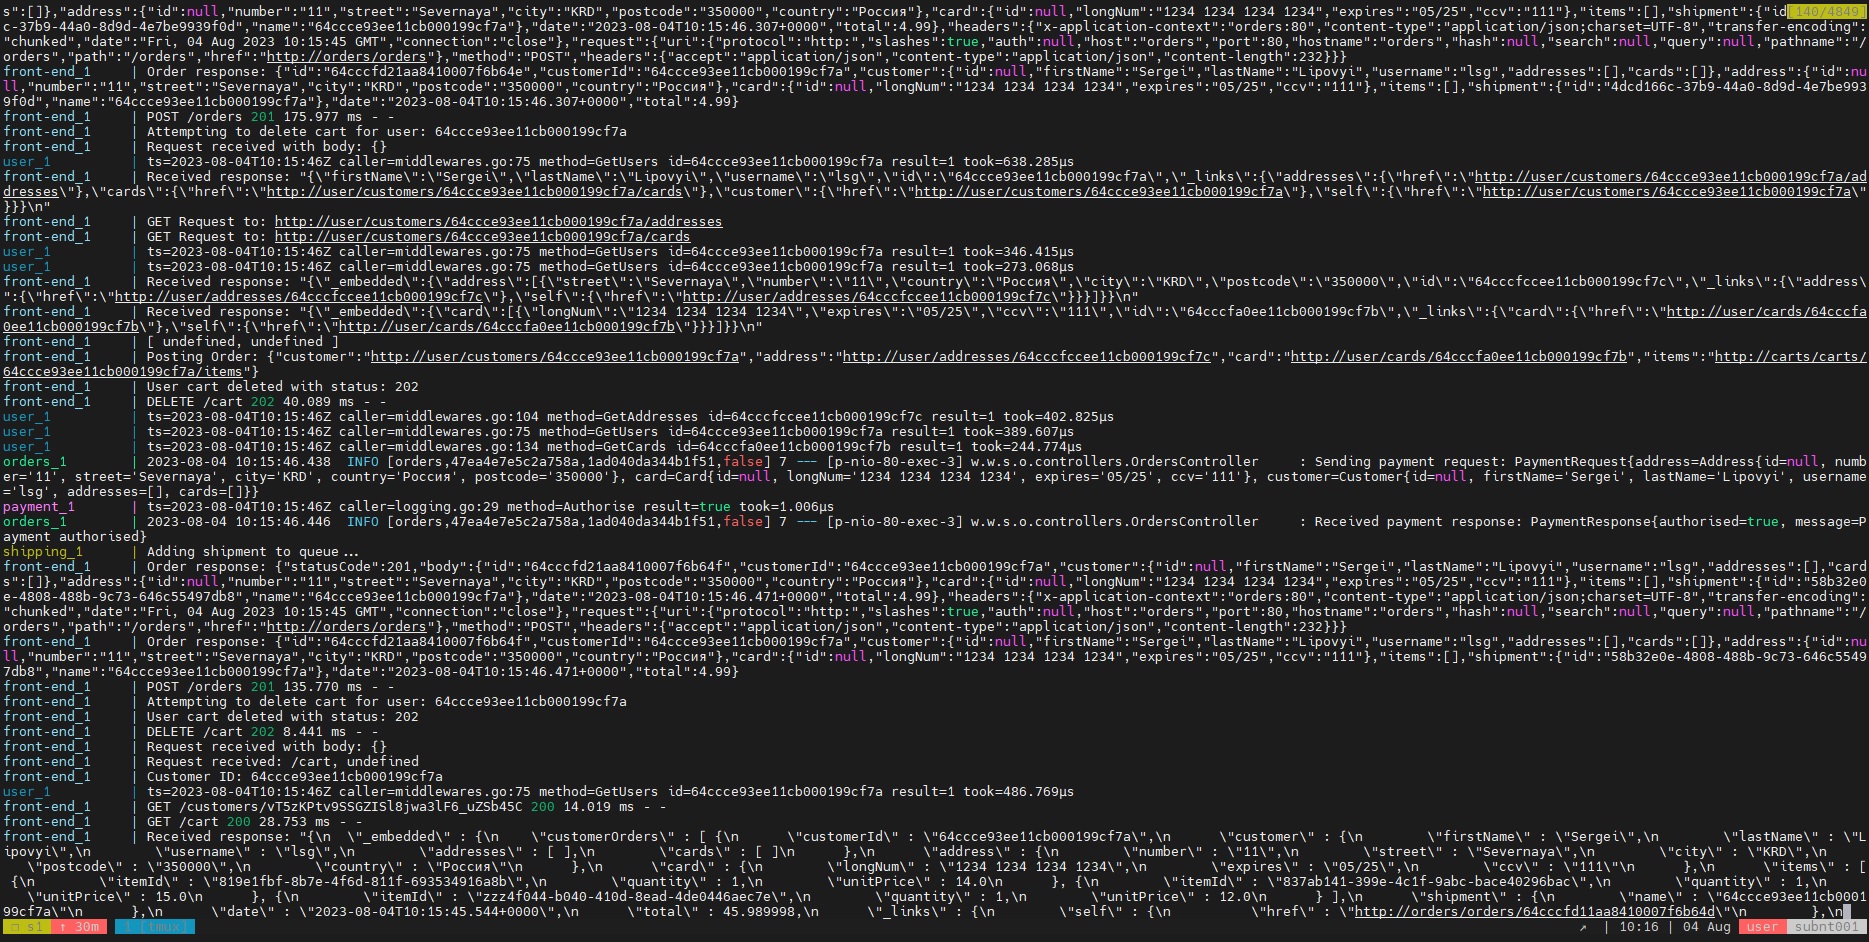 s":[]},"address":{"id":null,"number":"11","street":"Severnaya","city":"KRD","postcode":"350000","country":"Россия"},"card":{"id":null,"longNum":"1234 1234 1234 1234","expires":"05/25","ccv":"111"},"items":[],"shipment":{"id[140/4849]
c-37b9-44a0-8d9d-4e7be9939f0d","name":"64ccce93ee11cb000199cf7a"},"date":"2023-08-04T10:15:46.307+0000","total":4.99},"headers":{"x-application-context":"orders:80","content-type":"application/json;charset=UTF-8","transfer-encoding":
"chunked","date":"Fri, 04 Aug 2023 10:15:45 GMT","connection":"close"},"request":{"uri":{"protocol":"http:","slashes":true,"auth":null,"host":"orders","port":80,"hostname":"orders","hash":null,"search":null,"query":null,"pathname":"/
orders","path":"/orders","href":"http://orders/orders"},"method":"POST","headers":{"accept":"application/json","content-type":"application/json","content-length":232}}}
front-end_1     | Order response: {"id":"64cccfd21aa8410007f6b64e","customerId":"64ccce93ee11cb000199cf7a","customer":{"id":null,"firstName":"Sergei","lastName":"Lipovyi","username":"lsg","addresses":[],"cards":[]},"address":{"id":nu
ll,"number":"11","street":"Severnaya","city":"KRD","postcode":"350000","country":"Россия"},"card":{"id":null,"longNum":"1234 1234 1234 1234","expires":"05/25","ccv":"111"},"items":[],"shipment":{"id":"4dcd166c-37b9-44a0-8d9d-4e7be993
9f0d","name":"64ccce93ee11cb000199cf7a"},"date":"2023-08-04T10:15:46.307+0000","total":4.99}
front-end_1     | POST /orders 201 175.977 ms - -
front-end_1     | Attempting to delete cart for user: 64ccce93ee11cb000199cf7a
front-end_1     | Request received with body: {}
user_1          | ts=2023-08-04T10:15:46Z caller=middlewares.go:75 method=GetUsers id=64ccce93ee11cb000199cf7a result=1 took=638.285µs
front-end_1     | Received response: "{\"firstName\":\"Sergei\",\"lastName\":\"Lipovyi\",\"username\":\"lsg\",\"id\":\"64ccce93ee11cb000199cf7a\",\"_links\":{\"addresses\":{\"href\":\"http://user/customers/64ccce93ee11cb000199cf7a/ad
dresses\"},\"cards\":{\"href\":\"http://user/customers/64ccce93ee11cb000199cf7a/cards\"},\"customer\":{\"href\":\"http://user/customers/64ccce93ee11cb000199cf7a\"},\"self\":{\"href\":\"http://user/customers/64ccce93ee11cb000199cf7a\"
}}}\n"
front-end_1     | GET Request to: http://user/customers/64ccce93ee11cb000199cf7a/addresses
front-end_1     | GET Request to: http://user/customers/64ccce93ee11cb000199cf7a/cards
user_1          | ts=2023-08-04T10:15:46Z caller=middlewares.go:75 method=GetUsers id=64ccce93ee11cb000199cf7a result=1 took=346.415µs
user_1          | ts=2023-08-04T10:15:46Z caller=middlewares.go:75 method=GetUsers id=64ccce93ee11cb000199cf7a result=1 took=273.068µs
front-end_1     | Received response: "{\"_embedded\":{\"address\":[{\"street\":\"Severnaya\",\"number\":\"11\",\"country\":\"Россия\",\"city\":\"KRD\",\"postcode\":\"350000\",\"id\":\"64cccfccee11cb000199cf7c\",\"_links\":{\"address\
":{\"href\":\"http://user/addresses/64cccfccee11cb000199cf7c\"},\"self\":{\"href\":\"http://user/addresses/64cccfccee11cb000199cf7c\"}}}]}}\n"
front-end_1     | Received response: "{\"_embedded\":{\"card\":[{\"longNum\":\"1234 1234 1234 1234\",\"expires\":\"05/25\",\"ccv\":\"111\",\"id\":\"64cccfa0ee11cb000199cf7b\",\"_links\":{\"card\":{\"href\":\"http://user/cards/64cccfa
0ee11cb000199cf7b\"},\"self\":{\"href\":\"http://user/cards/64cccfa0ee11cb000199cf7b\"}}}]}}\n"
front-end_1     | [ undefined, undefined ]
front-end_1     | Posting Order: {"customer":"http://user/customers/64ccce93ee11cb000199cf7a","address":"http://user/addresses/64cccfccee11cb000199cf7c","card":"http://user/cards/64cccfa0ee11cb000199cf7b","items":"http://carts/carts/
64ccce93ee11cb000199cf7a/items"}
front-end_1     | User cart deleted with status: 202
front-end_1     | DELETE /cart 202 40.089 ms - -
user_1          | ts=2023-08-04T10:15:46Z caller=middlewares.go:104 method=GetAddresses id=64cccfccee11cb000199cf7c result=1 took=402.825µs
user_1          | ts=2023-08-04T10:15:46Z caller=middlewares.go:75 method=GetUsers id=64ccce93ee11cb000199cf7a result=1 took=389.607µs
user_1          | ts=2023-08-04T10:15:46Z caller=middlewares.go:134 method=GetCards id=64cccfa0ee11cb000199cf7b result=1 took=244.774µs
orders_1        | 2023-08-04 10:15:46.438  INFO [orders,47ea4e7e5c2a758a,1ad040da344b1f51,false] 7 --- [p-nio-80-exec-3] w.w.s.o.controllers.OrdersController     : Sending payment request: PaymentRequest{address=Address{id=null, numb
er='11', street='Severnaya', city='KRD', country='Россия', postcode='350000'}, card=Card{id=null, longNum='1234 1234 1234 1234', expires='05/25', ccv='111'}, customer=Customer{id=null, firstName='Sergei', lastName='Lipovyi', username
='lsg', addresses=[], cards=[]}}
payment_1       | ts=2023-08-04T10:15:46Z caller=logging.go:29 method=Authorise result=true took=1.006µs
orders_1        | 2023-08-04 10:15:46.446  INFO [orders,47ea4e7e5c2a758a,1ad040da344b1f51,false] 7 --- [p-nio-80-exec-3] w.w.s.o.controllers.OrdersController     : Received payment response: PaymentResponse{authorised=true, message=P
ayment authorised}
shipping_1      | Adding shipment to queue...
front-end_1     | Order response: {"statusCode":201,"body":{"id":"64cccfd21aa8410007f6b64f","customerId":"64ccce93ee11cb000199cf7a","customer":{"id":null,"firstName":"Sergei","lastName":"Lipovyi","username":"lsg","addresses":[],"card
s":[]},"address":{"id":null,"number":"11","street":"Severnaya","city":"KRD","postcode":"350000","country":"Россия"},"card":{"id":null,"longNum":"1234 1234 1234 1234","expires":"05/25","ccv":"111"},"items":[],"shipment":{"id":"58b32e0
e-4808-488b-9c73-646c55497db8","name":"64ccce93ee11cb000199cf7a"},"date":"2023-08-04T10:15:46.471+0000","total":4.99},"headers":{"x-application-context":"orders:80","content-type":"application/json;charset=UTF-8","transfer-encoding":
"chunked","date":"Fri, 04 Aug 2023 10:15:45 GMT","connection":"close"},"request":{"uri":{"protocol":"http:","slashes":true,"auth":null,"host":"orders","port":80,"hostname":"orders","hash":null,"search":null,"query":null,"pathname":"/
orders","path":"/orders","href":"http://orders/orders"},"method":"POST","headers":{"accept":"application/json","content-type":"application/json","content-length":232}}}
front-end_1     | Order response: {"id":"64cccfd21aa8410007f6b64f","customerId":"64ccce93ee11cb000199cf7a","customer":{"id":null,"firstName":"Sergei","lastName":"Lipovyi","username":"lsg","addresses":[],"cards":[]},"address":{"id":nu
ll,"number":"11","street":"Severnaya","city":"KRD","postcode":"350000","country":"Россия"},"card":{"id":null,"longNum":"1234 1234 1234 1234","expires":"05/25","ccv":"111"},"items":[],"shipment":{"id":"58b32e0e-4808-488b-9c73-646c5549
7db8","name":"64ccce93ee11cb000199cf7a"},"date":"2023-08-04T10:15:46.471+0000","total":4.99}
front-end_1     | POST /orders 201 135.770 ms - -
front-end_1     | Attempting to delete cart for user: 64ccce93ee11cb000199cf7a
front-end_1     | User cart deleted with status: 202
front-end_1     | DELETE /cart 202 8.441 ms - -
front-end_1     | Request received with body: {}
front-end_1     | Request received: /cart, undefined
front-end_1     | Customer ID: 64ccce93ee11cb000199cf7a
user_1          | ts=2023-08-04T10:15:46Z caller=middlewares.go:75 method=GetUsers id=64ccce93ee11cb000199cf7a result=1 took=486.769µs
front-end_1     | GET /customers/vT5zKPtv9SSGZISl8jwa3lF6_uZSb45C 200 14.019 ms - -
front-end_1     | GET /cart 200 28.753 ms - -
front-end_1     | Received response: "{\n  \"_embedded\" : {\n    \"customerOrders\" : [ {\n      \"customerId\" : \"64ccce93ee11cb000199cf7a\",\n      \"customer\" : {\n        \"firstName\" : \"Sergei\",\n        \"lastName\" : \"L
ipovyi\",\n        \"username\" : \"lsg\",\n        \"addresses\" : [ ],\n        \"cards\" : [ ]\n      },\n      \"address\" : {\n        \"number\" : \"11\",\n        \"street\" : \"Severnaya\",\n        \"city\" : \"KRD\",\n
   \"postcode\" : \"350000\",\n        \"country\" : \"Россия\"\n      },\n      \"card\" : {\n        \"longNum\" : \"1234 1234 1234 1234\",\n        \"expires\" : \"05/25\",\n        \"ccv\" : \"111\"\n      },\n      \"items\" : [
 {\n        \"itemId\" : \"819e1fbf-8b7e-4f6d-811f-693534916a8b\",\n        \"quantity\" : 1,\n        \"unitPrice\" : 14.0\n      }, {\n        \"itemId\" : \"837ab141-399e-4c1f-9abc-bace40296bac\",\n        \"quantity\" : 1,\n
   \"unitPrice\" : 15.0\n      }, {\n        \"itemId\" : \"zzz4f044-b040-410d-8ead-4de0446aec7e\",\n        \"quantity\" : 1,\n        \"unitPrice\" : 12.0\n      } ],\n      \"shipment\" : {\n        \"name\" : \"64ccce93ee11cb0001
99cf7a\"\n      },\n      \"date\" : \"2023-08-04T10:15:45.544+0000\",\n      \"total\" : 45.989998,\n      \"_links\" : {\n        \"self\" : {\n          \"href\" : \"http://orders/orders/64cccfd11aa8410007f6b64d\"\n        },\n
❐ s1 ↑ 30m 1 [tmux] ↗ | 10:16 | 04 Aug user subnt001